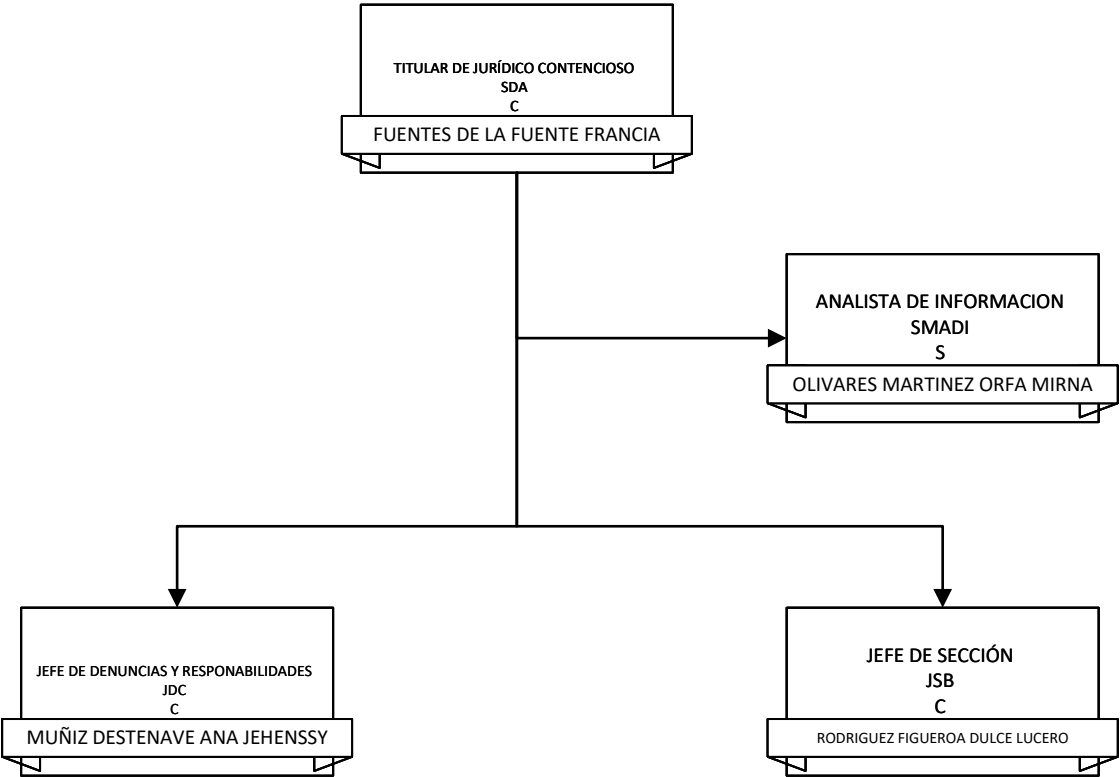 TITULAR DE JURÍDICO CONTENCIOSO
SDA
C
FUENTES DE LA FUENTE FRANCIA
ANALISTA DE INFORMACION
SMADI
S
OLIVARES MARTINEZ ORFA MIRNA
JEFE DE DENUNCIAS Y RESPONABILIDADES
JDC
C
MUÑIZ DESTENAVE ANA JEHENSSY
JEFE DE SECCIÓN
JSB
C
RODRIGUEZ FIGUEROA DULCE LUCERO